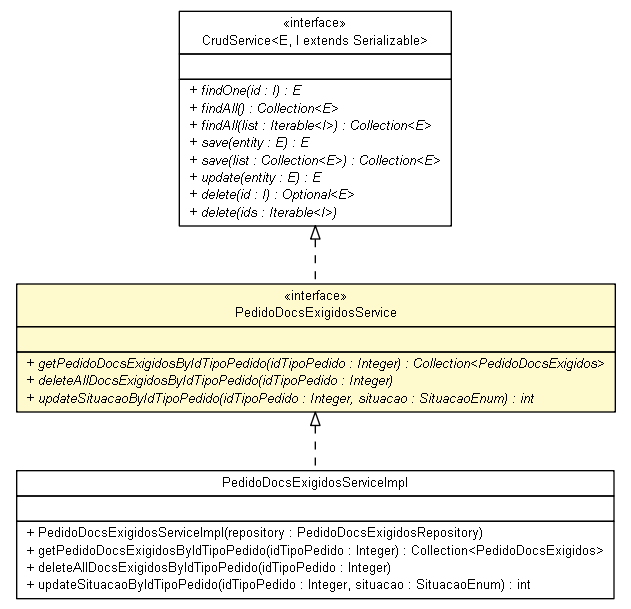 «interface»
CrudService<E, I extends Serializable>
+ findOne(id : I) : E
+ findAll() : Collection<E>
+ findAll(list : Iterable<I>) : Collection<E>
+ save(entity : E) : E
+ save(list : Collection<E>) : Collection<E>
+ update(entity : E) : E
+ delete(id : I) : Optional<E>
+ delete(ids : Iterable<I>)
«interface»
PedidoDocsExigidosService
+ getPedidoDocsExigidosByIdTipoPedido(idTipoPedido : Integer) : Collection<PedidoDocsExigidos>
+ deleteAllDocsExigidosByIdTipoPedido(idTipoPedido : Integer)
+ updateSituacaoByIdTipoPedido(idTipoPedido : Integer, situacao : SituacaoEnum) : int
PedidoDocsExigidosServiceImpl
+ PedidoDocsExigidosServiceImpl(repository : PedidoDocsExigidosRepository)
+ getPedidoDocsExigidosByIdTipoPedido(idTipoPedido : Integer) : Collection<PedidoDocsExigidos>
+ deleteAllDocsExigidosByIdTipoPedido(idTipoPedido : Integer)
+ updateSituacaoByIdTipoPedido(idTipoPedido : Integer, situacao : SituacaoEnum) : int